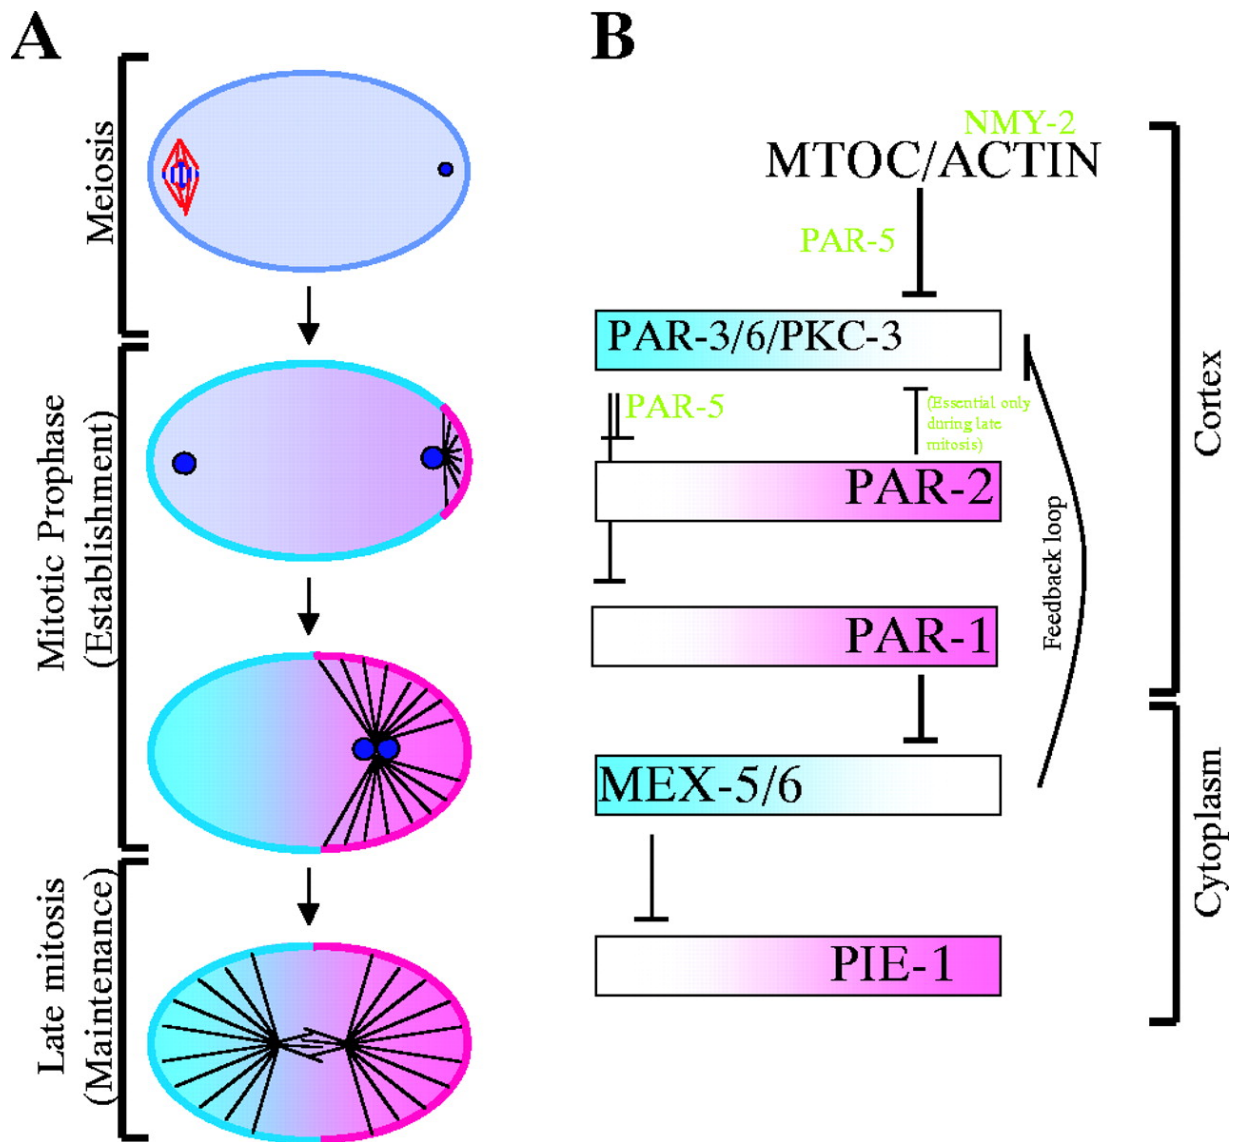 A
Meiosis
Mitotic Prophase
(Establishment)
Late mitosis
(Maintenance)
B
NMY-2
MTOC/ACTIN
PAR-5
PAR-3/6/PKC-3
PAR-5
(Essential only
during late
mitosis)
PAR-2
PAR-1
MEX-5/6
PIE-1
Feedback loop
Cortex
Cytoplasm